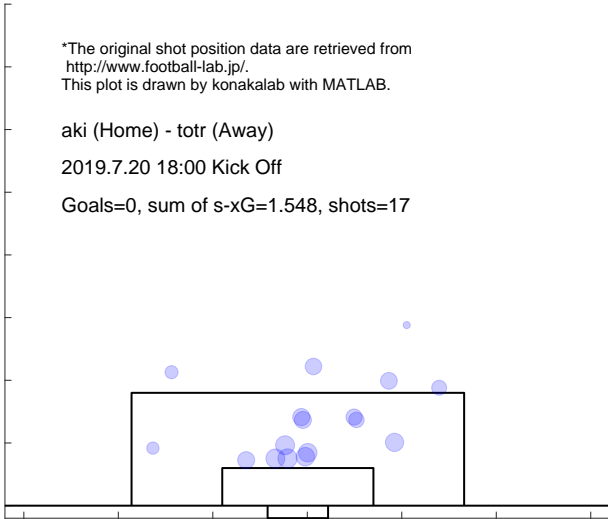 *The original shot position data are retrieved from
http://www.football-lab.jp/.
This plot is drawn by konakalab with MATLAB.
aki (Home) - totr (Away)
2019.7.20 18:00 Kick Off
Goals=0, sum of s-xG=1.548, shots=17